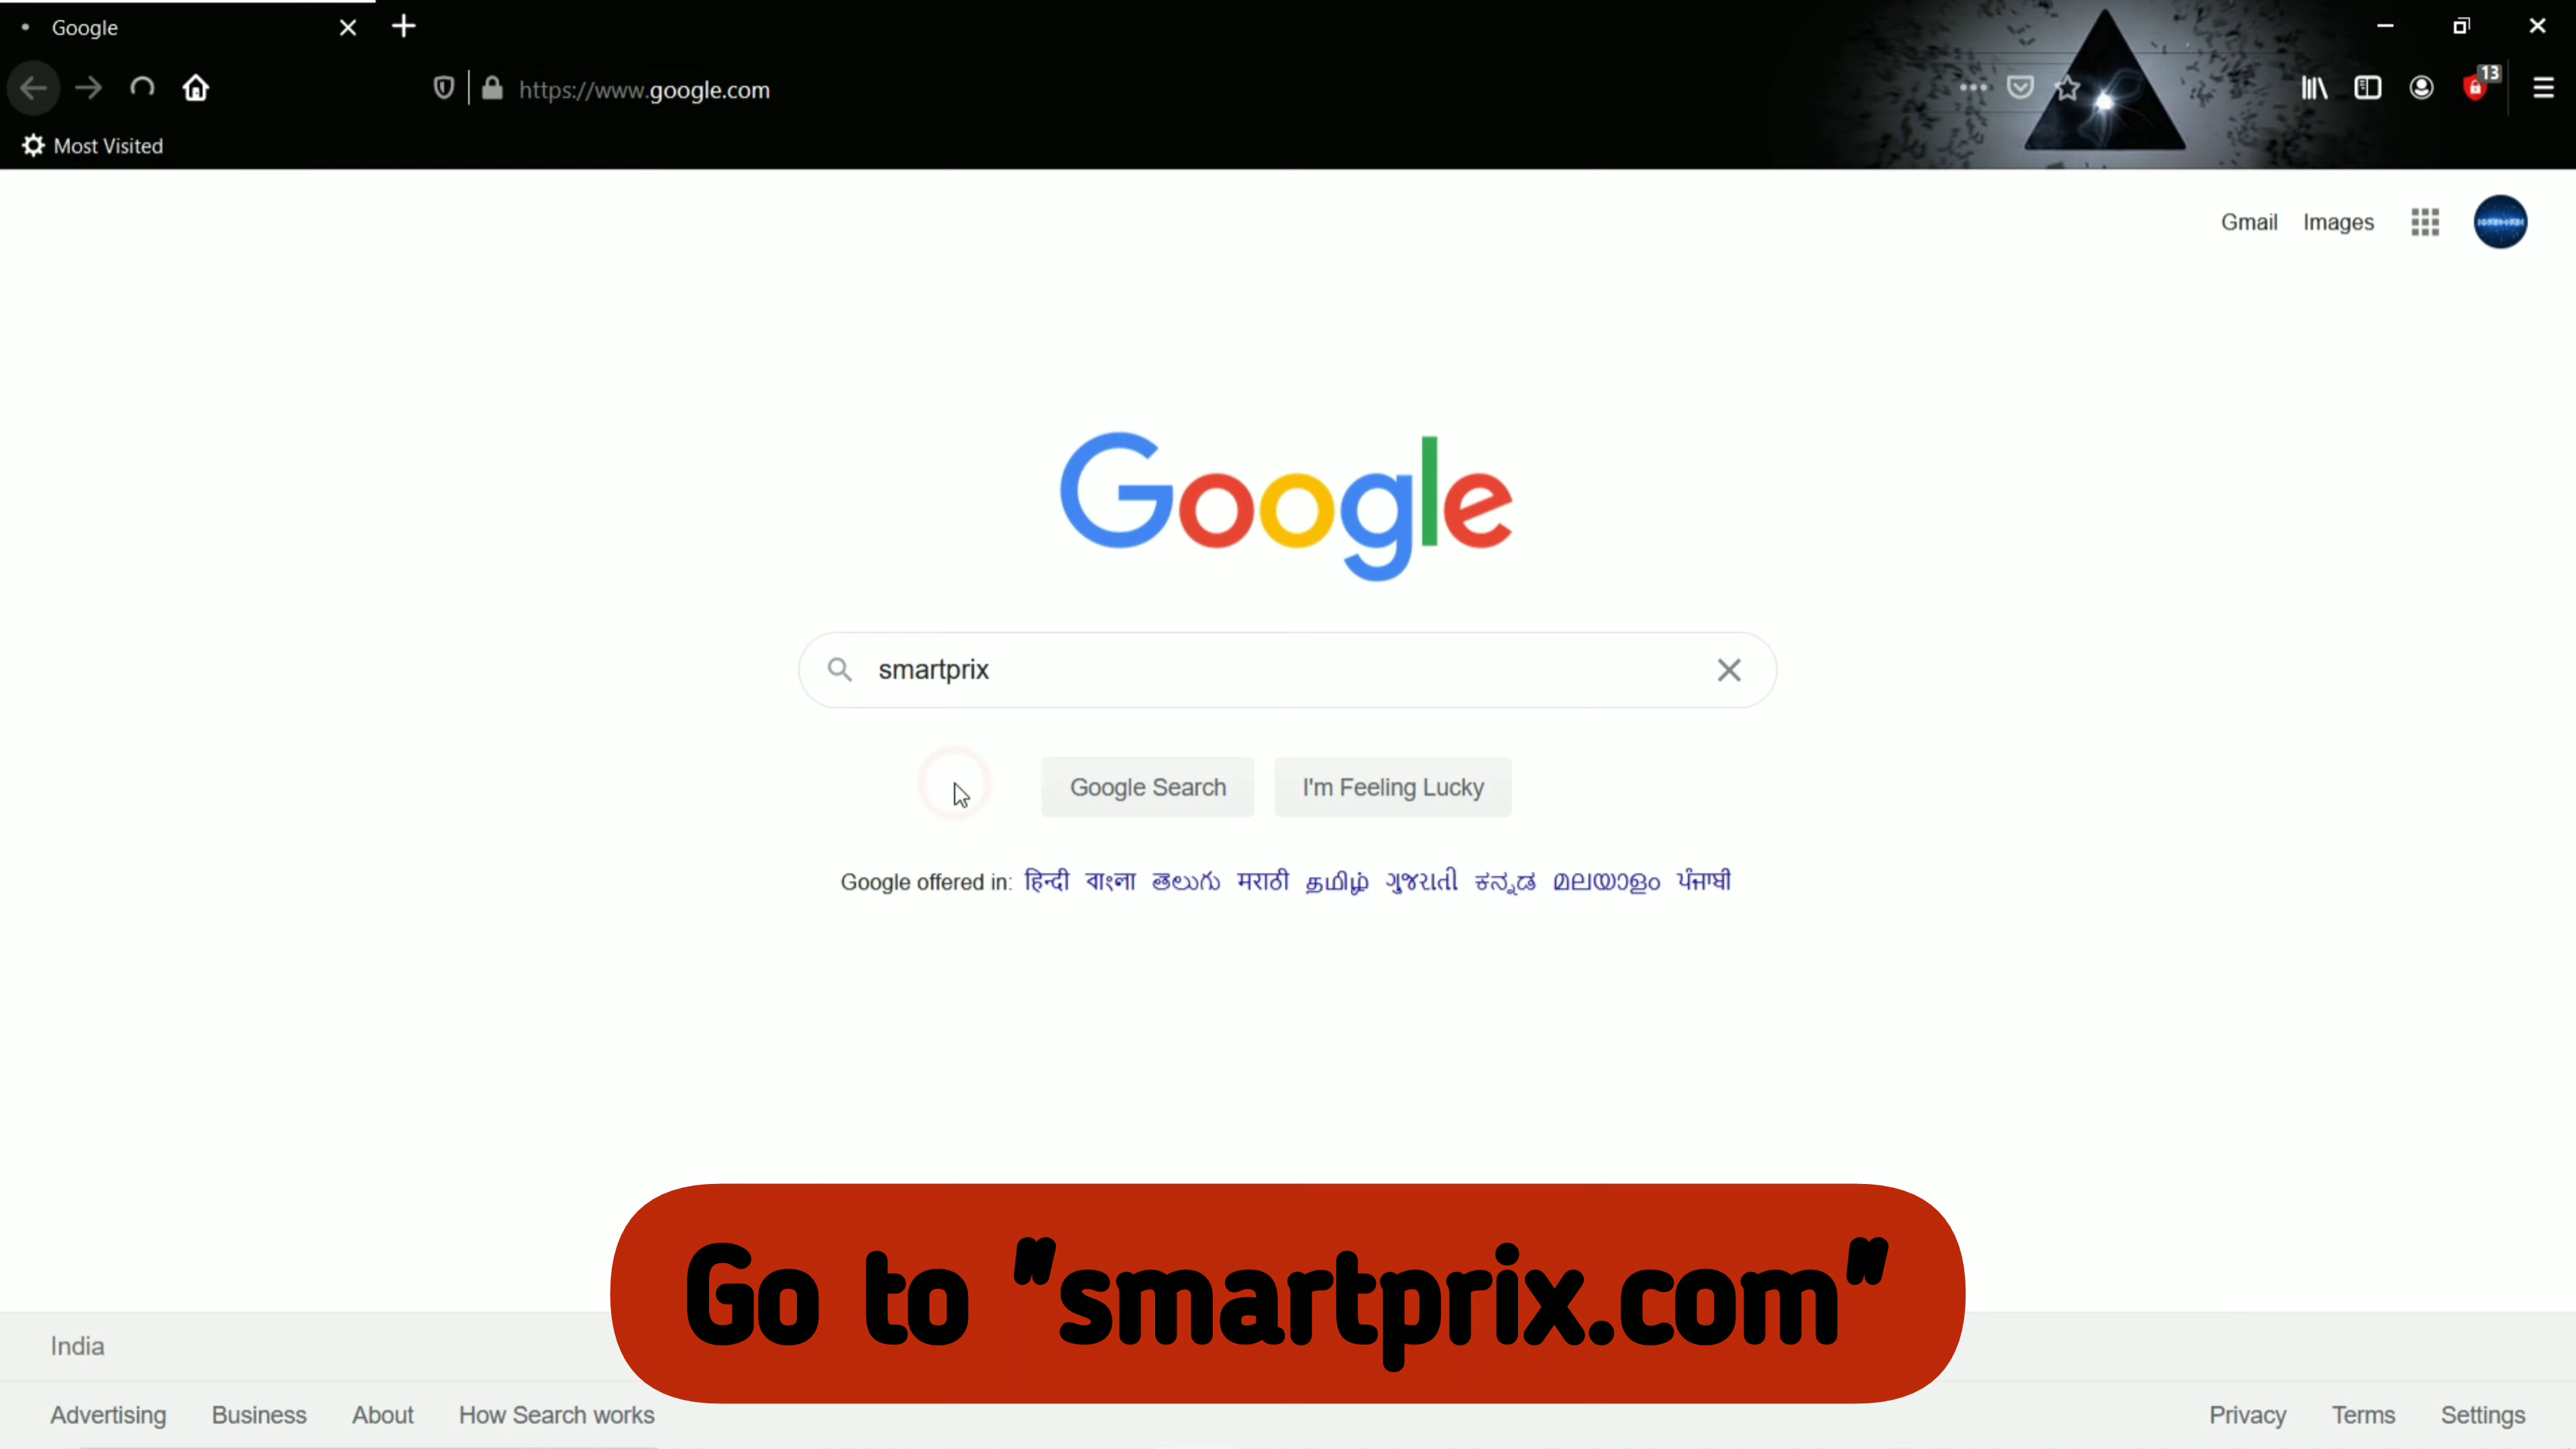 Google
https://www.google.com
13
Most Visited
Gmail Images
Google
smartprix
Google Search I'm Feeling Lucky
Google offered in: हिन्दी বাংলা తెలుగు मराठी தமிழ் ગુજરાતી ಕನ್ನಡ മലയാളം ਪੰਜਾਬੀ
Go to "smartprix.com"
India
Advertising Business About How Search works Privacy Terms Settings